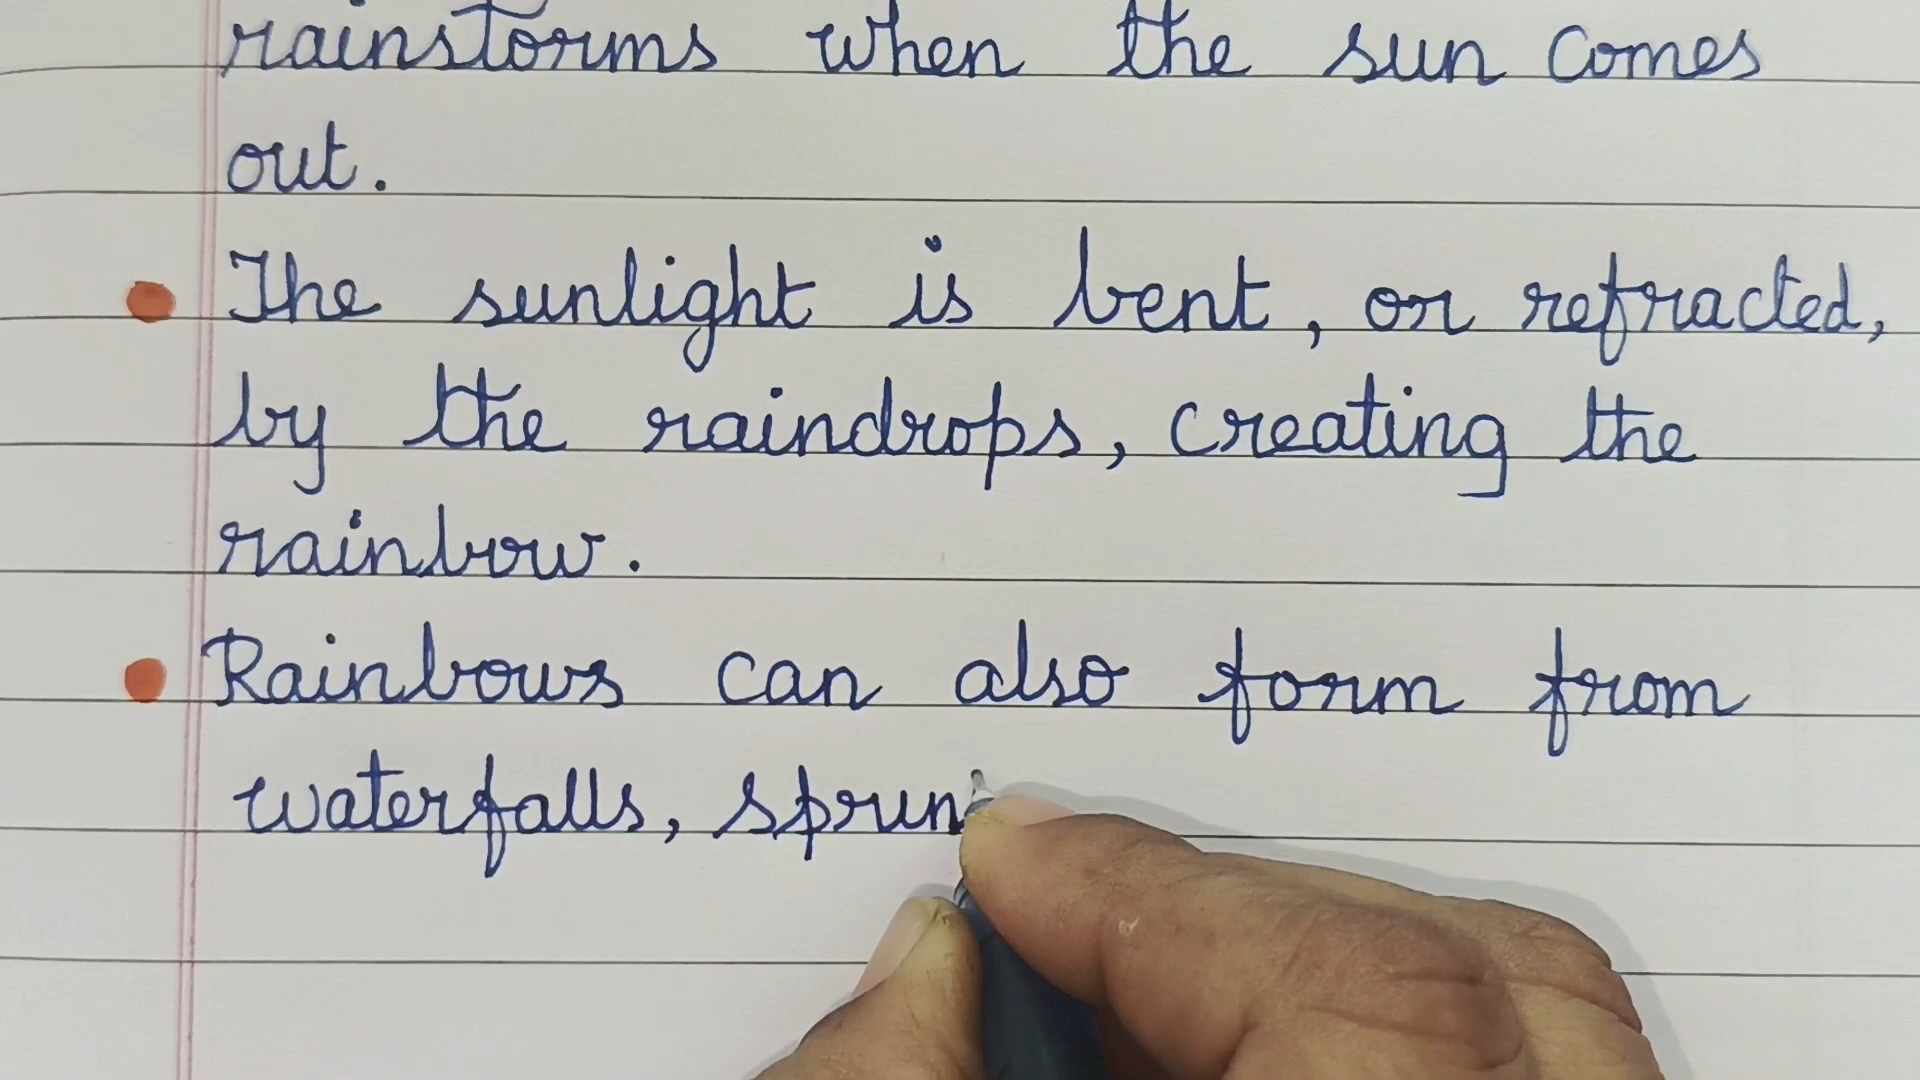 rainstorms when the sun comes
out.
• The sunlight is bent, or refracted,
by the raindrops, creating the
rainbow.
• Rainbows can also form from
waterfalls,